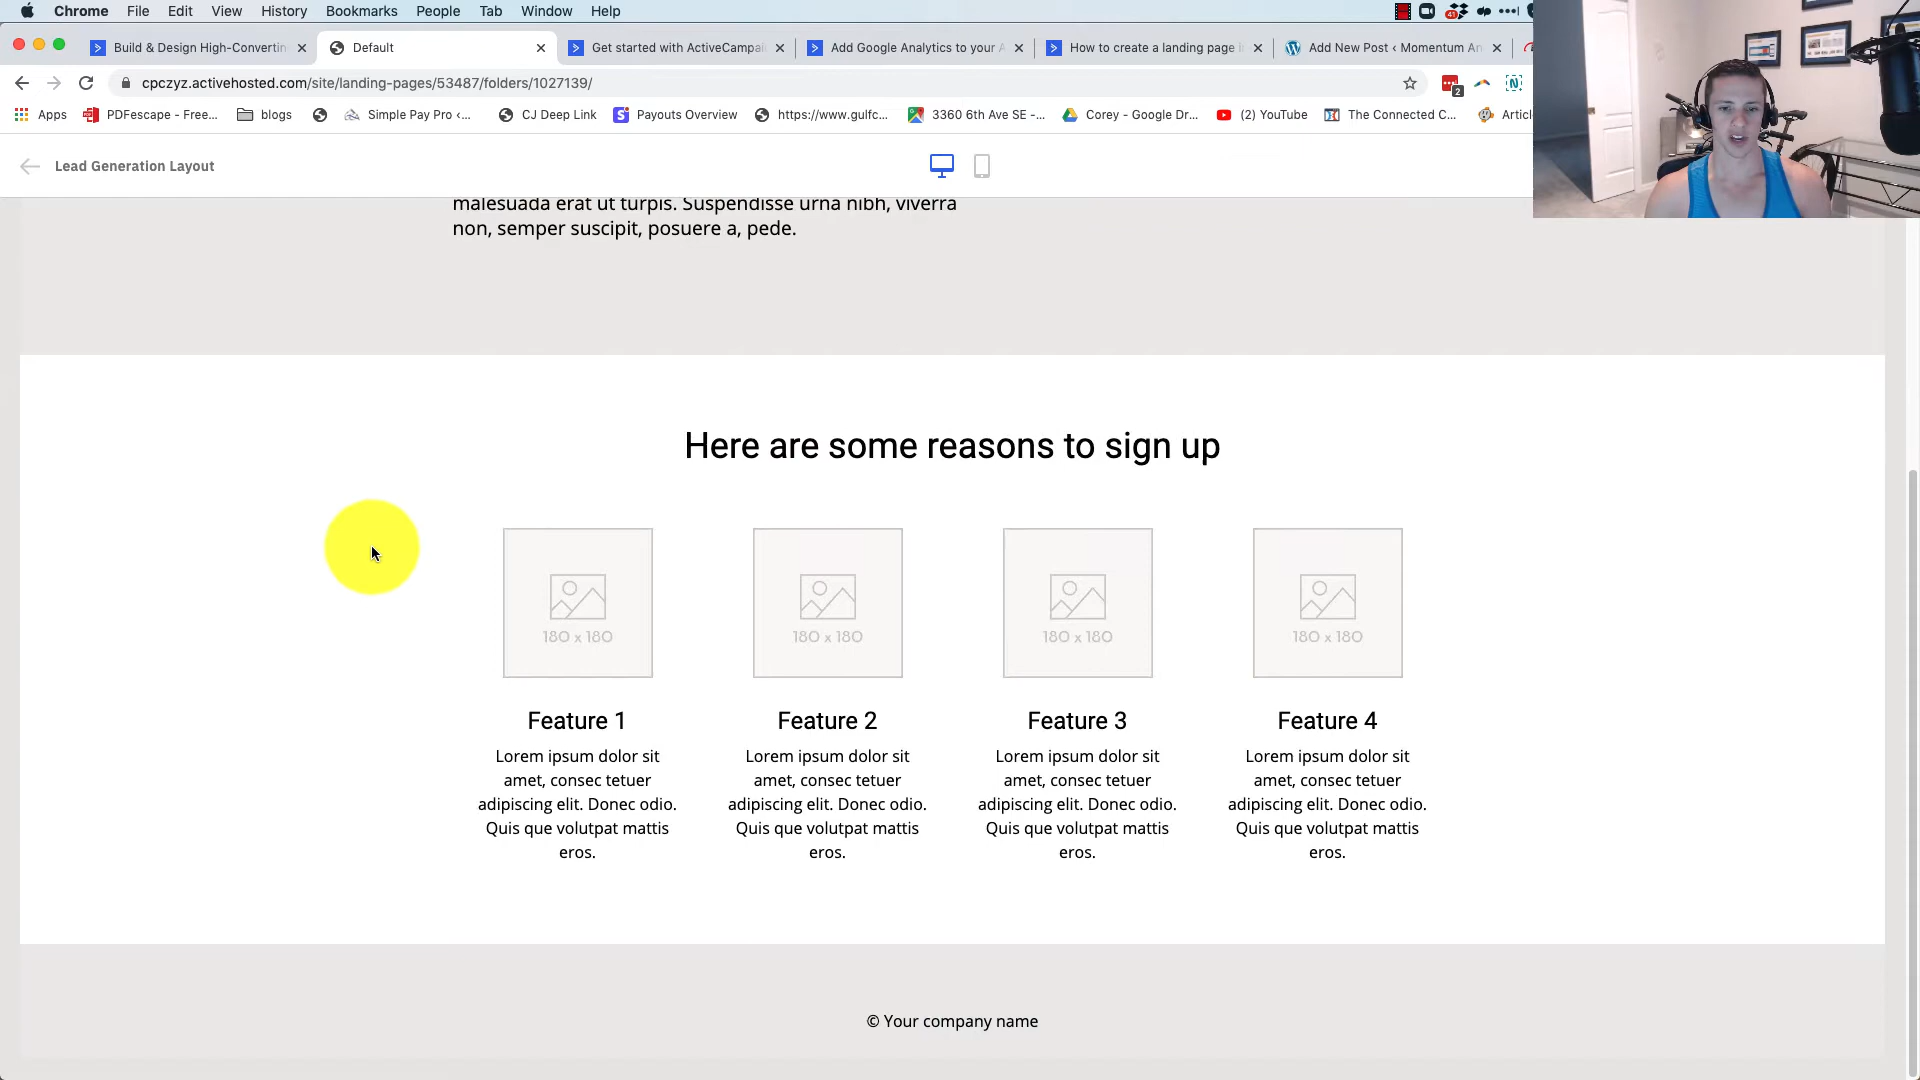 Chrome File Edit View History Bookmarks People Tab Window Help
41
Build & Design High-Convertin
Default
Get started with ActiveCampai
Add Google Analytics to your A
How to create a landing page i
Add New Post ‹ Momentum An
cpczyz.activehosted.com/site/landing-pages/53487/folders/1027139/
2
Apps
PDFescape - Free...
blogs
Simple Pay Pro ‹...
CJ Deep Link
Payouts Overview
https://www.gulfc...
3360 6th Ave SE -...
Corey - Google Dr...
(2) YouTube
The Connected C...
Articl
Lead Generation Layout
malesuada erat ut turpis. Suspendisse urna nibh, viverra
non, semper suscipit, posuere a, pede.
Here are some reasons to sign up
180 x 180
180 x 180
180 x 180
180 x 180
Feature 1
Lorem ipsum dolor sit
amet, consec tetuer
adipiscing elit. Donec odio.
Quis que volutpat mattis
eros.
Feature 2
Lorem ipsum dolor sit
amet, consec tetuer
adipiscing elit. Donec odio.
Quis que volutpat mattis
eros.
Feature 3
Lorem ipsum dolor sit
amet, consec tetuer
adipiscing elit. Donec odio.
Quis que volutpat mattis
eros.
Feature 4
Lorem ipsum dolor sit
amet, consec tetuer
adipiscing elit. Donec odio.
Quis que volutpat mattis
eros.
© Your company name